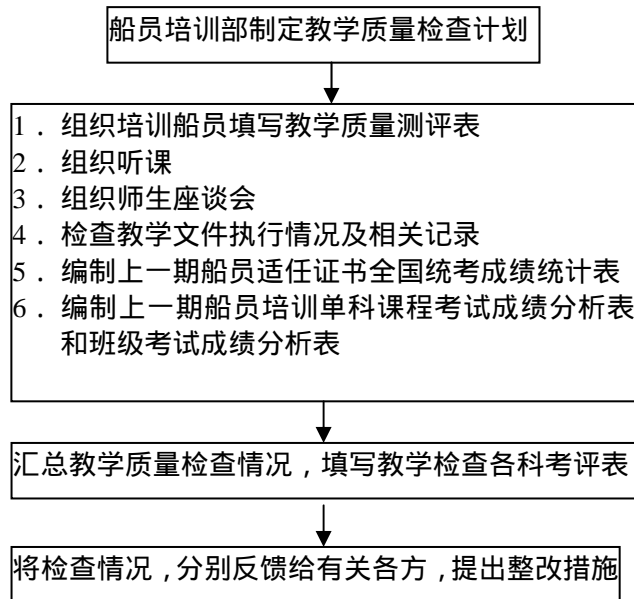 船员培训部制定教学质量检查计划
1．组织培训船员填写教学质量测评表
2．组织听课
3．组织师生座谈会
4．检查教学文件执行情况及相关记录
5．编制上一期船员适任证书全国统考成绩统计表
6．编制上一期船员培训单科课程考试成绩分析表
和班级考试成绩分析表
汇总教学质量检查情况，填写教学检查各科考评表
将检查情况，分别反馈给有关各方，提出整改措施